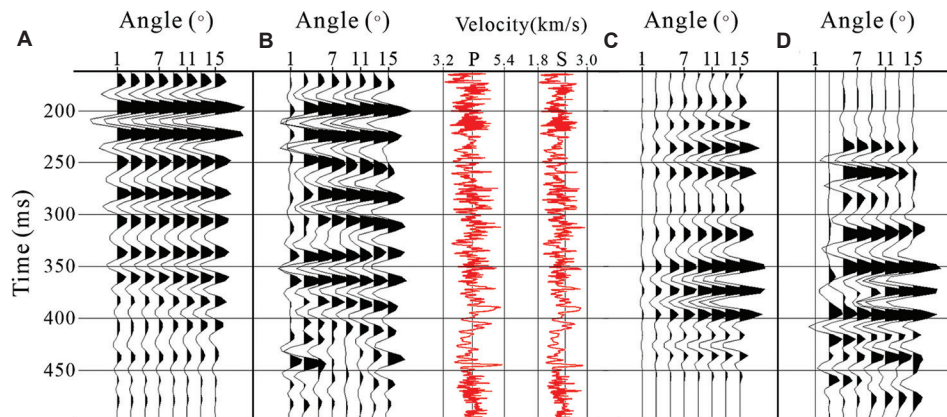 Angle (°) Angle (°) Velocity(km/s) Angle (°) Angle (°)
A B C D
1 7 11 15 1 7 11 15 3.2 P 5.4 1.8 S 3.0 1 7 11 15 1 7 11 15
Time (ms)
200
250
300
350
400
450